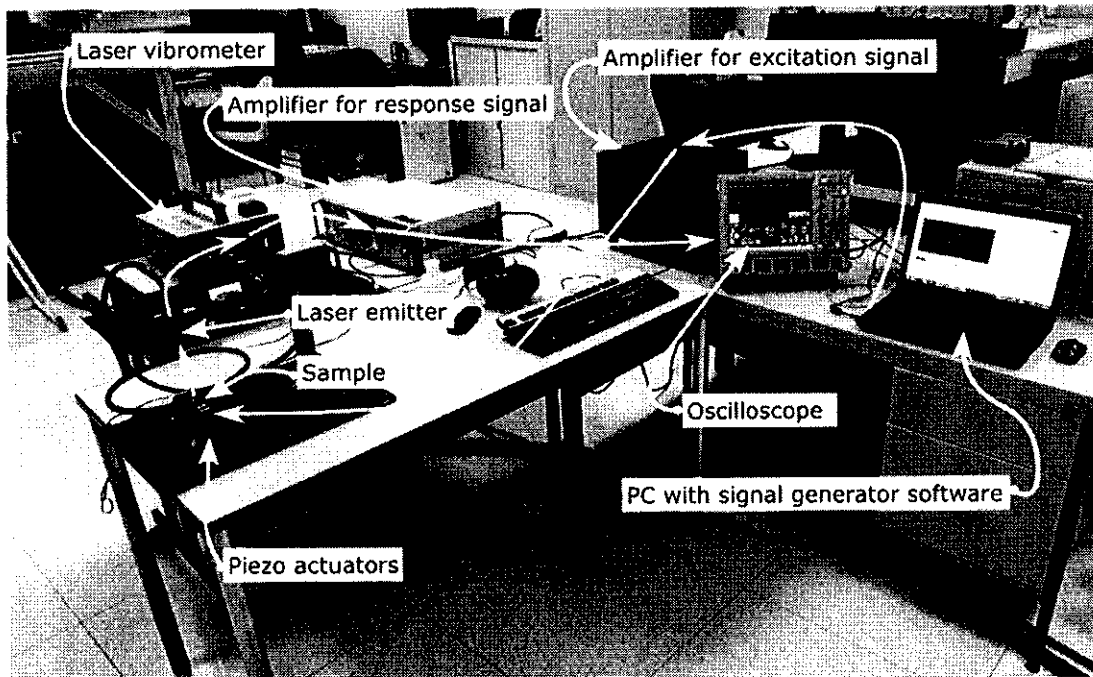 Laser vibrometer
Amplifier for excitation signal
Amplifier for response signal
Laser emitter
Sample
Oscilloscope
PC with signal generator software
Piezo actuators